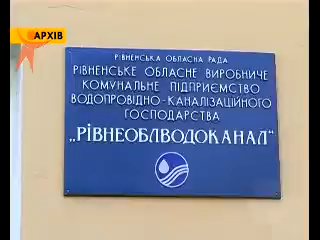 АРХІВ
РІВНЕНСЬКА ОБЛАСНА РАДА
РІВНЕНСЬКЕ ОБЛАСНЕ ВИРОБНИЧЕ
КОМУНАЛЬНЕ ПІДПРИЄМСТВО
ВОДОПРОВІДНО-КАНАЛІЗАЦІЙНОГО
ГОСПОДАРСТВА
„РІВНЕОБЛВОДОКАНАЛ“